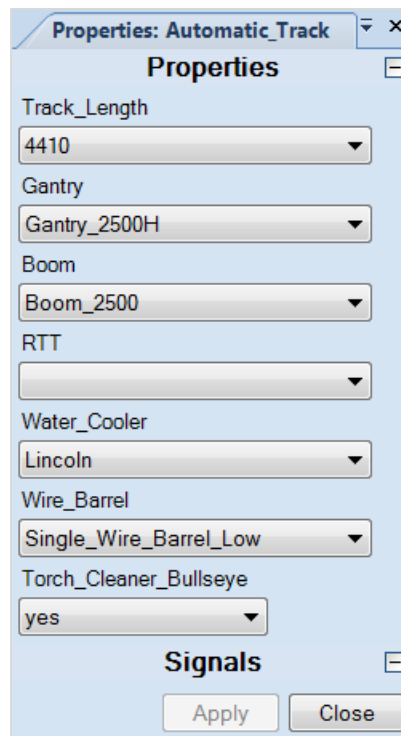 Properties: Automatic_Track
Properties
Track_Length
4410
Gantry
Gantry_2500H
Boom
Boom_2500
RTT
Water_Cooler
Lincoln
Wire_Barrel
Single_Wire_Barrel_Low
Torch_Cleaner_Bullseye
yes
Signals
Apply Close